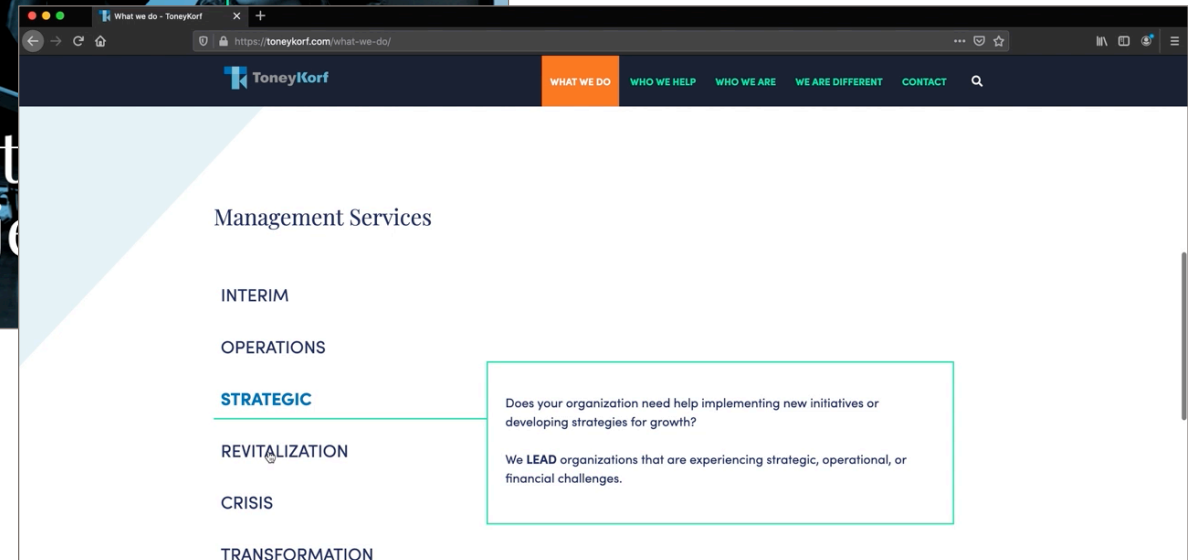 What we do - ToneyKorf
https://toneykorf.com/what-we-do/
ToneyKorf
WHAT WE DO
WHO WE HELP
WHO WE ARE
WE ARE DIFFERENT
CONTACT
Management Services
INTERIM
OPERATIONS
STRATEGIC
Does your organization need help implementing new initiatives or
developing strategies for growth?
REVITALIZATION
We LEAD organizations that are experiencing strategic, operational, or
financial challenges.
CRISIS
TRANSFORMATION